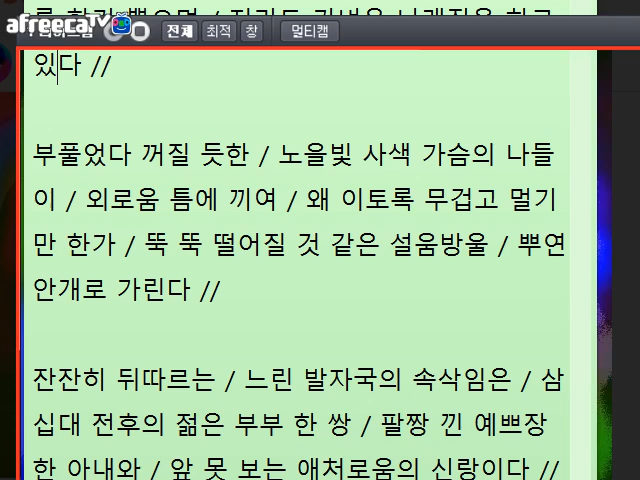 afreecaTV
전체 최적 창 멀티캠
있다 //
부풀었다 꺼질 듯한 / 노을빛 사색 가슴의 나들
이 / 외로움 틈에 끼여 / 왜 이토록 무겁고 멀기
만 한가 / 뚝 뚝 떨어질 것 같은 설움방울 / 뿌연
안개로 가린다 //
잔잔히 뒤따르는 / 느린 발자국의 속삭임은 / 삼
십대 전후의 젊은 부부 한 쌍 / 팔짱 낀 예쁘장
한 아내와 / 앞 못 보는 애처로움의 신랑이다 //